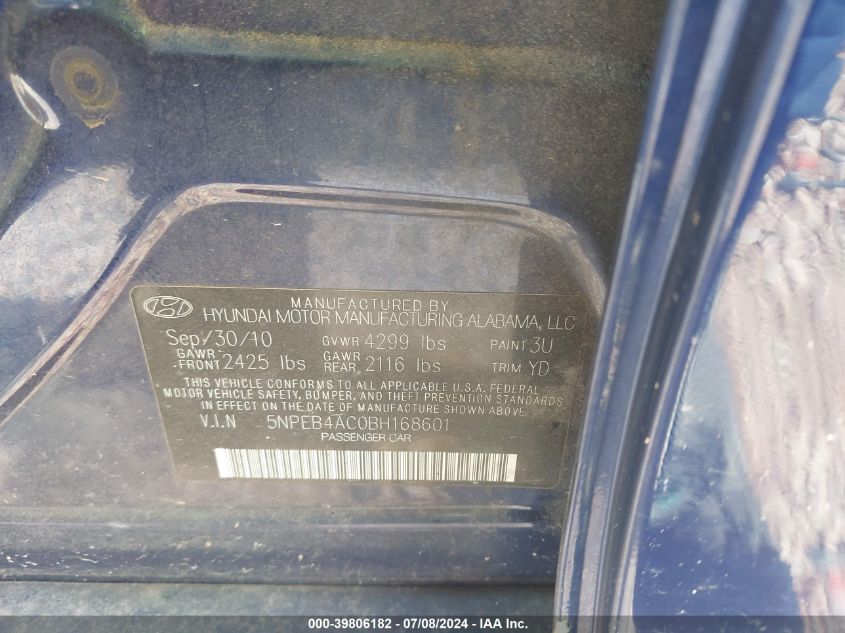 MANUFACTURED BY
HYUNDAI MOTOR MANUFACTURING ALABAMA, LLC
Sep/30/10 GVWR 4299 lbs PAINT 3U
GAWR FRONT 2425 lbs GAWR REAR 2116 lbs TRIM YD
THIS VEHICLE CONFORMS TO ALL APPLICABLE U.S.A. FEDERAL
MOTOR VEHICLE SAFETY, BUMPER, AND THEFT PREVENTION STANDARDS
IN EFFECT ON THE DATE OF MANUFACTURE SHOWN ABOVE.
V.I.N 5NPEB4AC0BH168601
PASSENGER CAR
000-39806182 - 07/08/2024 - IAA Inc.